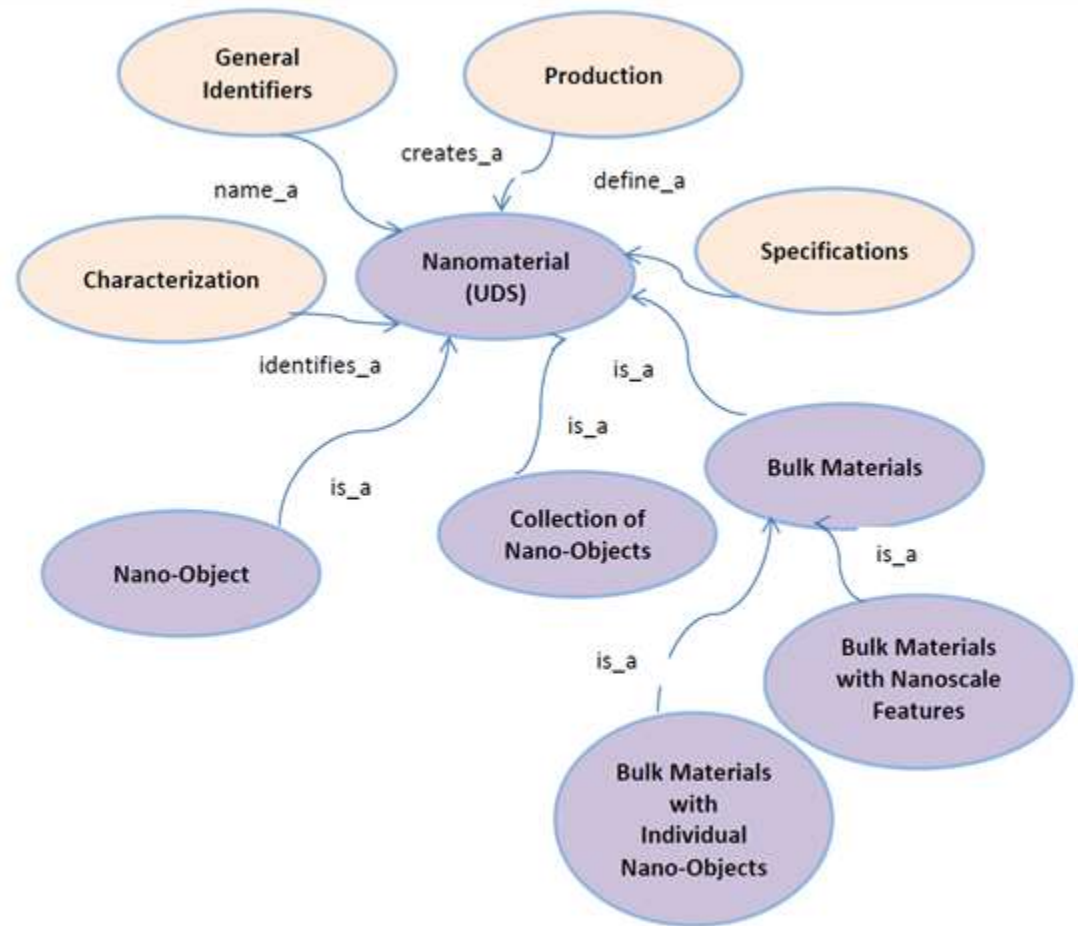 General
Identifiers
Production
creates_a
define_a
name_a
Specifications
Nanomaterial
(UDS)
Characterization
identifies_a
is_a
is_a
Bulk Materials
is_a
Collection of
Nano-Objects
Nano-Object
is_a
is_a
Bulk Materials
with Nanoscale
Features
Bulk Materials
with
Individual
Nano-Objects